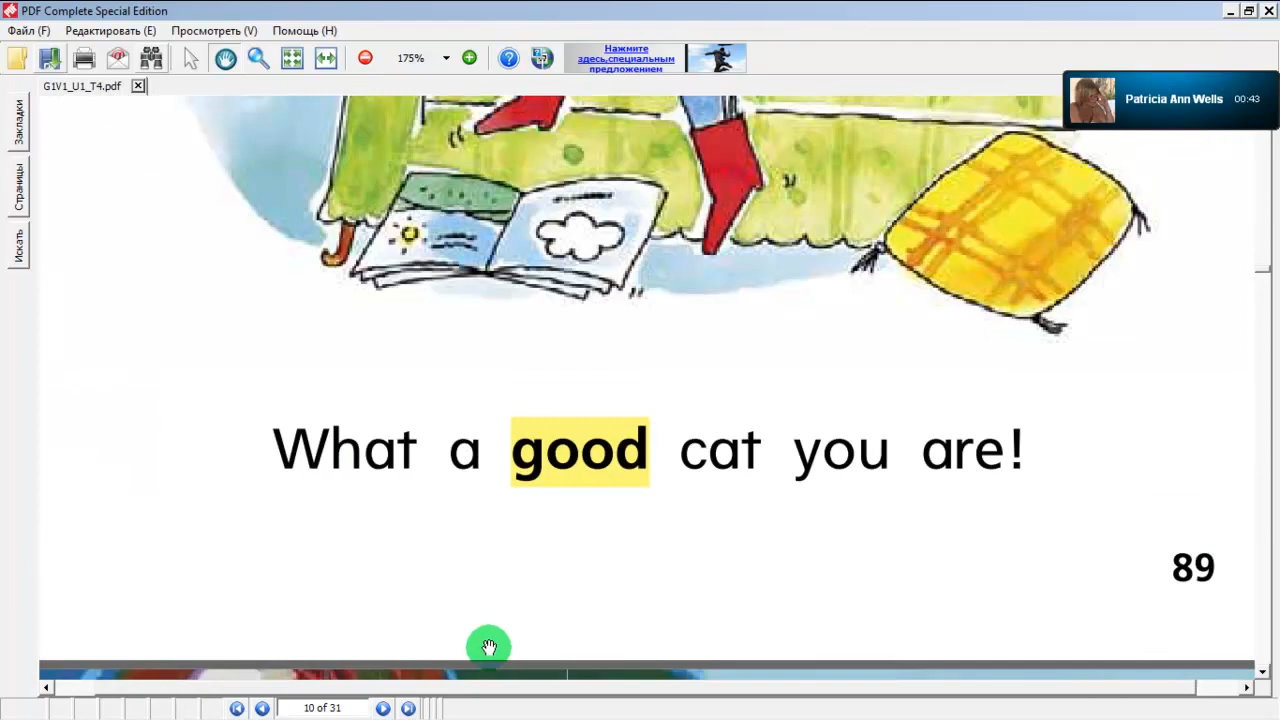 PDF Complete Special Edition
Файл (F) Редактировать (E) Просмотреть (V) Помощь (H)
175%
Нажмите
здесь,специальным
предложением
G1V1_U1_T4.pdf
Patricia Ann Wells 00:43
Закладки
Страницы
Искать
What a good cat you are!
89
10 of 31